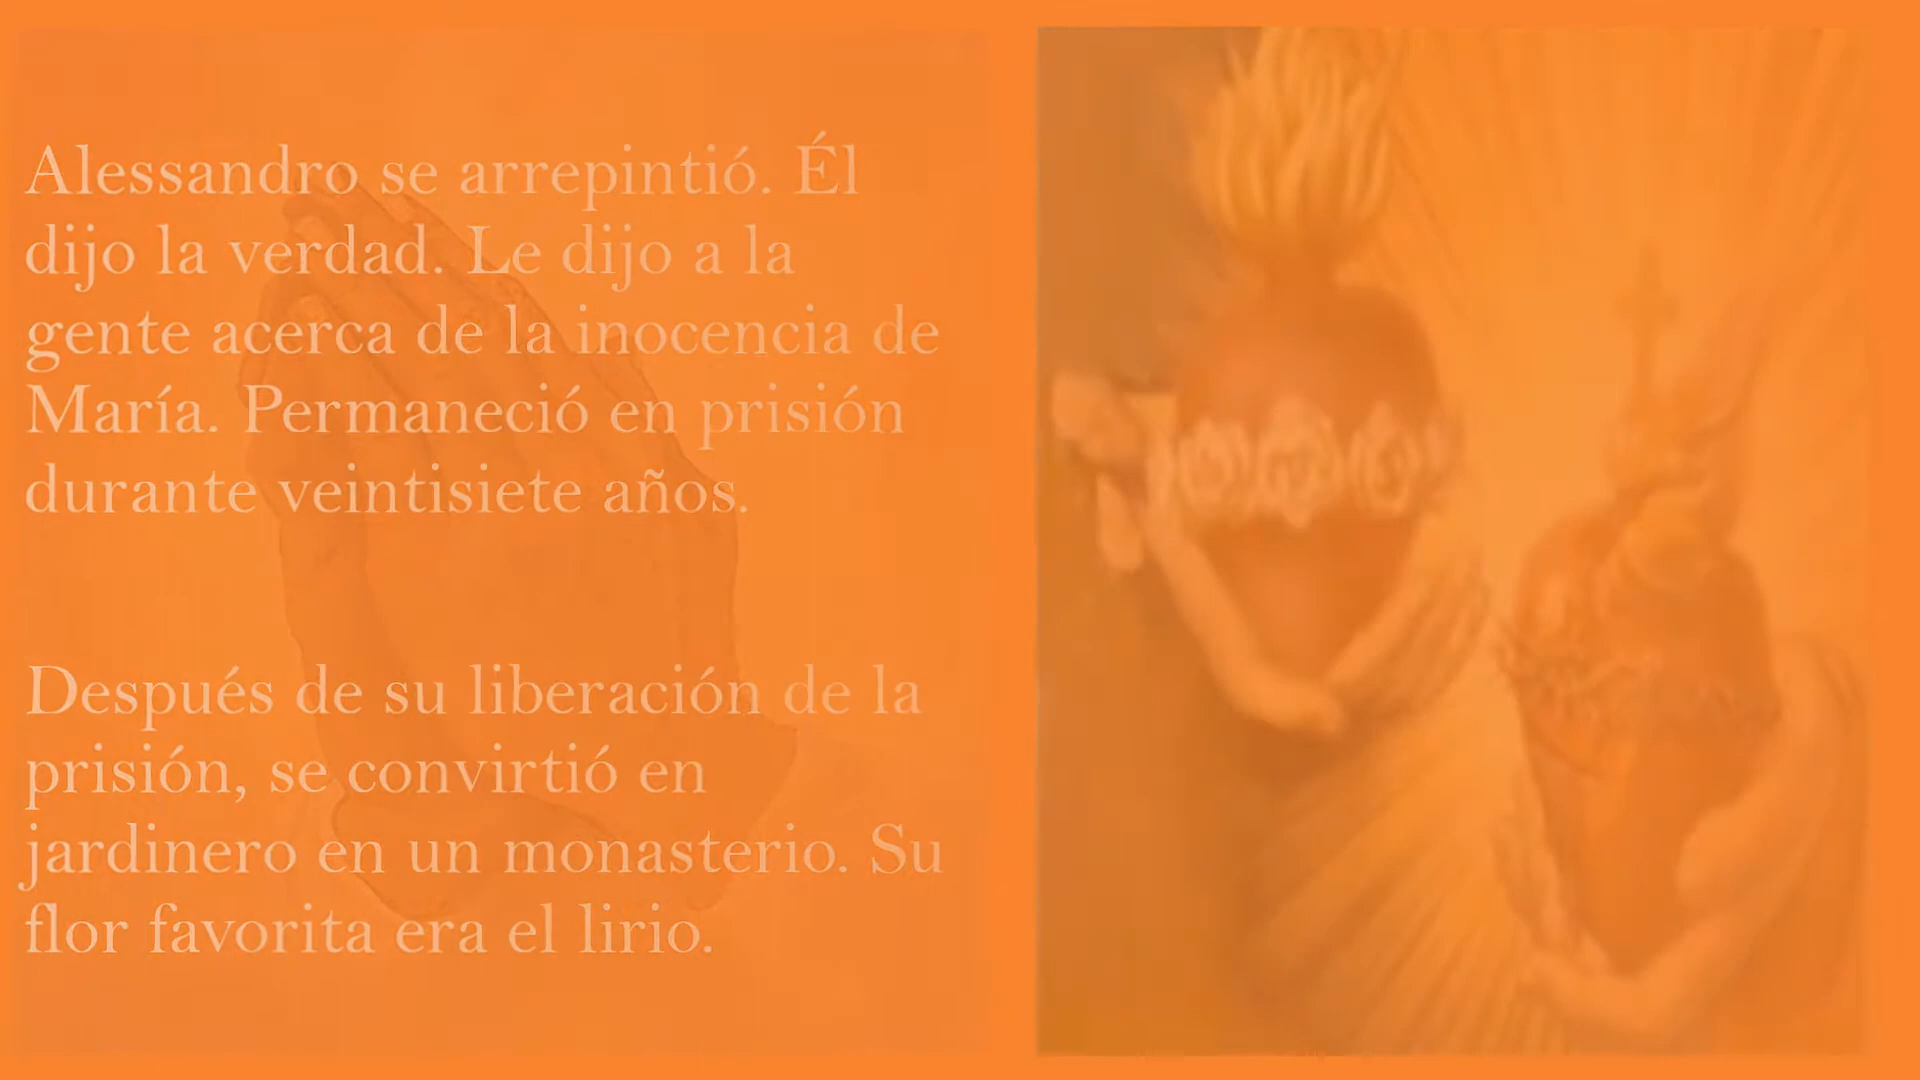 Alessandro se arrepintió. Él
dijo la verdad. Le dijo a la
gente acerca de la inocencia de
María. Permaneció en prisión
durante veintisiete años.
Después de su liberación de la
prisión, se convirtió en
jardinero en un monasterio. Su
flor favorita era el lirio.